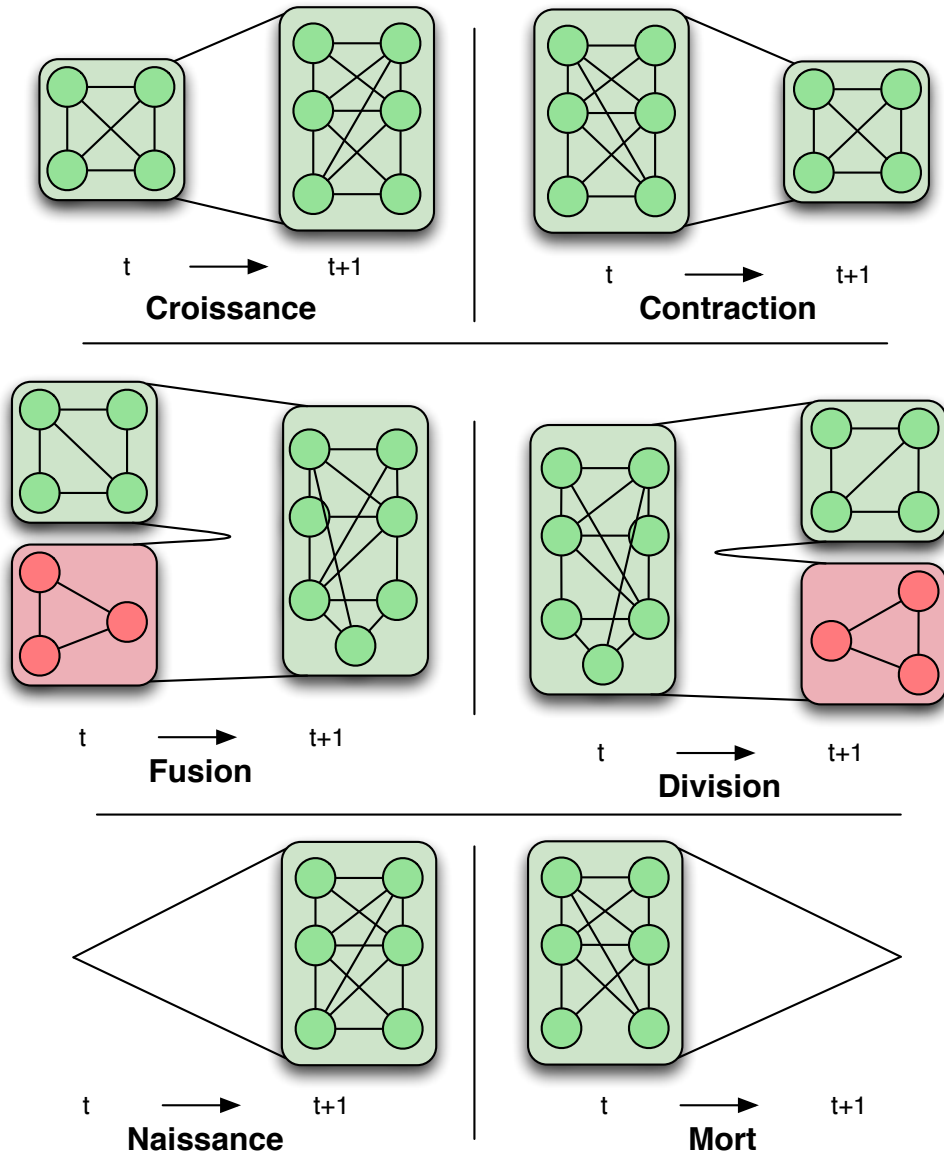 t t+1
Croissance
t t+1
Contraction
t t+1
Fusion
t t+1
Division
t t+1
Naissance
t t+1
Mort